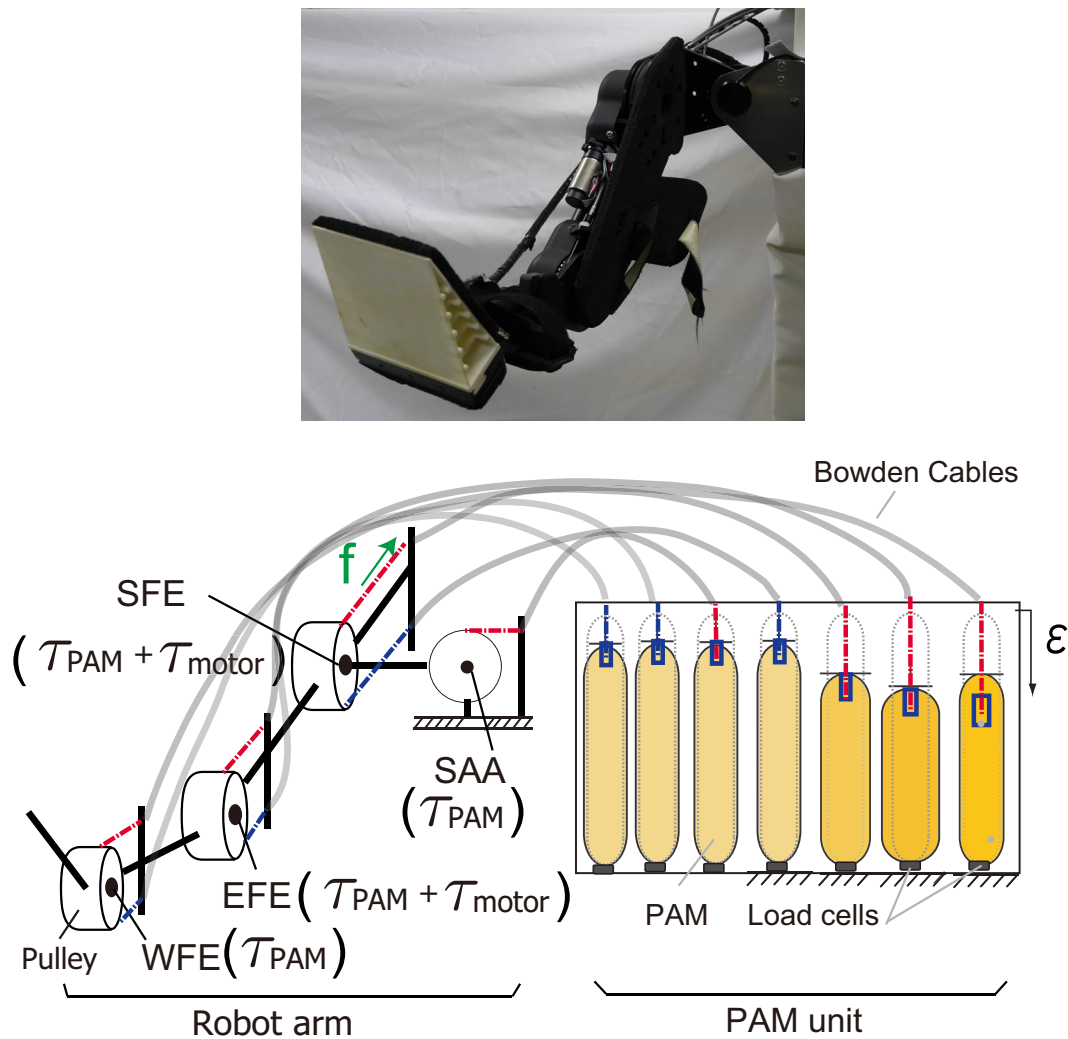 Bowden Cables
f
SFE
(τPAM + τmotor)
ε
SAA
(τPAM)
EFE(τPAM + τmotor)
PAM
Load cells
Pulley
WFE(τPAM)
Robot arm
PAM unit